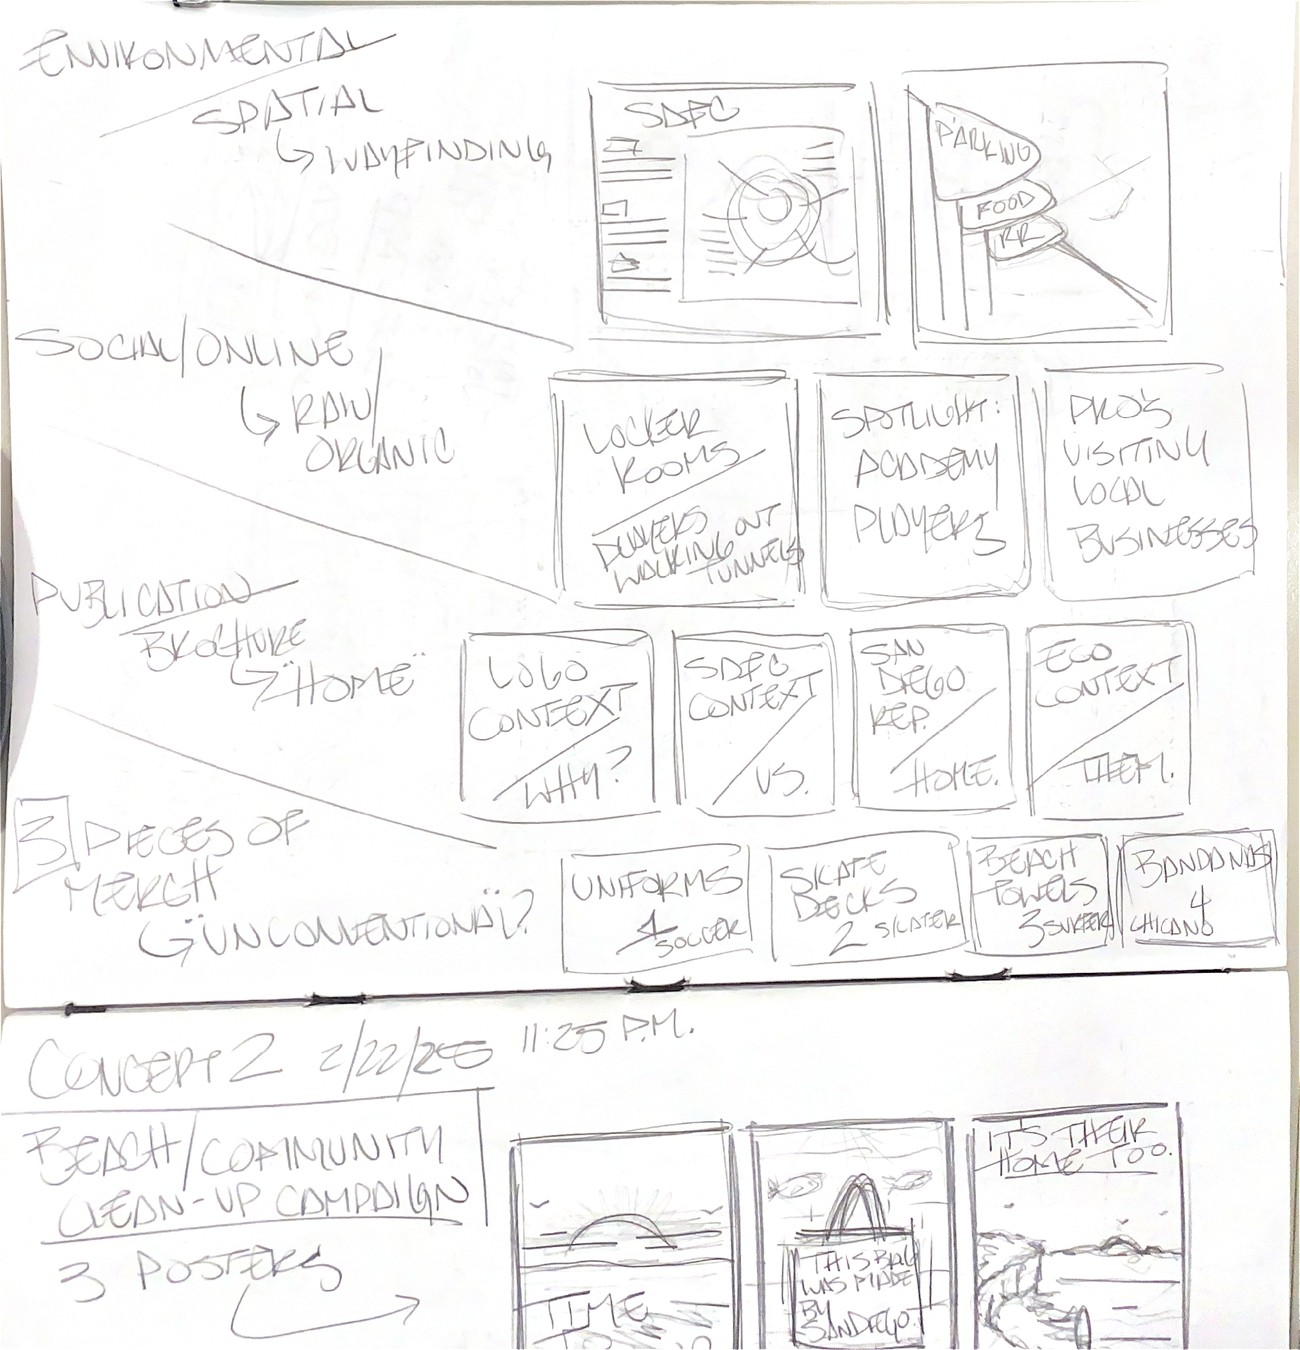 ENVIRONMENTAL
SPATIAL
WAYFINDING
SDFC
PARKING
FOOD
RR
SOCIAL/ONLINE
RAW/
ORGANIC
LOCKER
ROOMS
PLAYERS
WALKING OUT
TUNNELS
SPOTLIGHT:
ACADEMY
PLAYERS
PRO'S
VISITING
LOCAL
BUSINESSES
PUBLICATION
BROCHURE
"HOME"
LOGO
CONTEXT
WHY?
SDFC
CONTEXT
US.
SAN
DIEGO
REP.
HOME.
ECO
CONTEXT
THEM.
3 PIECES OF
MERCH
"UNCONVENTIONAL"?
UNIFORMS
1
SOCCER
SKATE
DECKS
2 SKATER
BEACH
TOWELS
3 SURFER
BANDANAS
4
CHICANO
CONCEPT 2 2/22/25 11:25 P.M.
BEACH/COMMUNITY
CLEAN-UP CAMPAIGN
3 POSTERS
TIME
TO
THIS BAG
WAS MADE
BY
SAN DIEGO.
IT'S THEIR
HOME TOO.